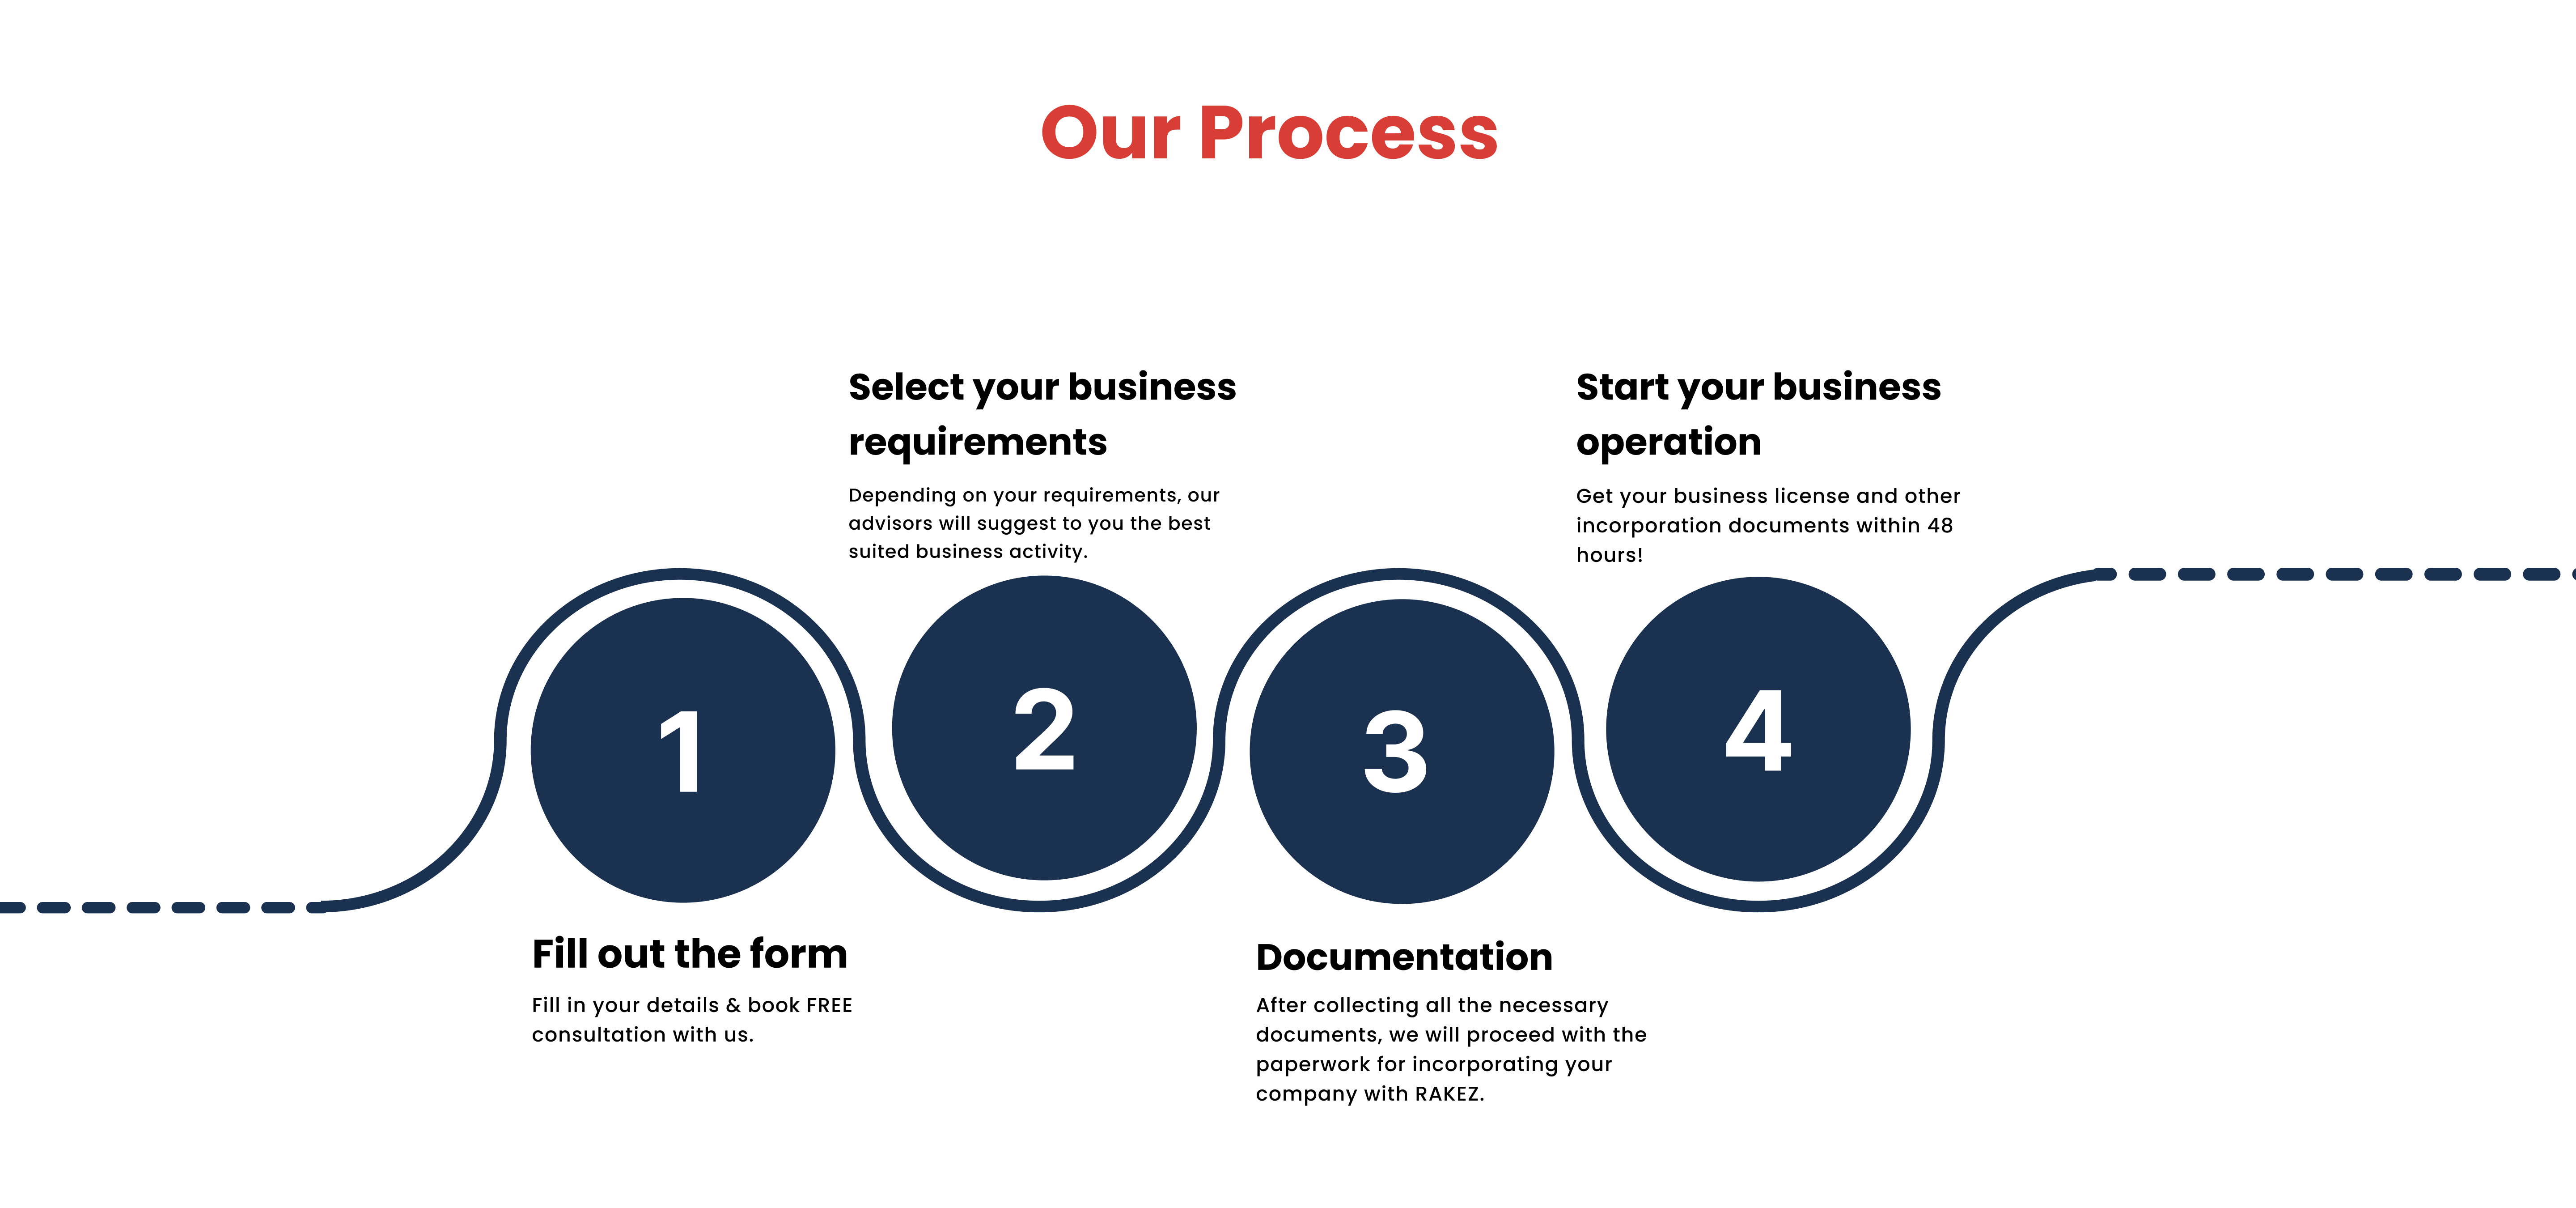 Our Process
1
Fill out the form
Fill in your details & book FREE
consultation with us.
2
Select your business
requirements
Depending on your requirements, our
advisors will suggest to you the best
suited business activity.
3
Documentation
After collecting all the necessary
documents, we will proceed with the
paperwork for incorporating your
company with RAKEZ.
4
Start your business
operation
Get your business license and other
incorporation documents within 48
hours!